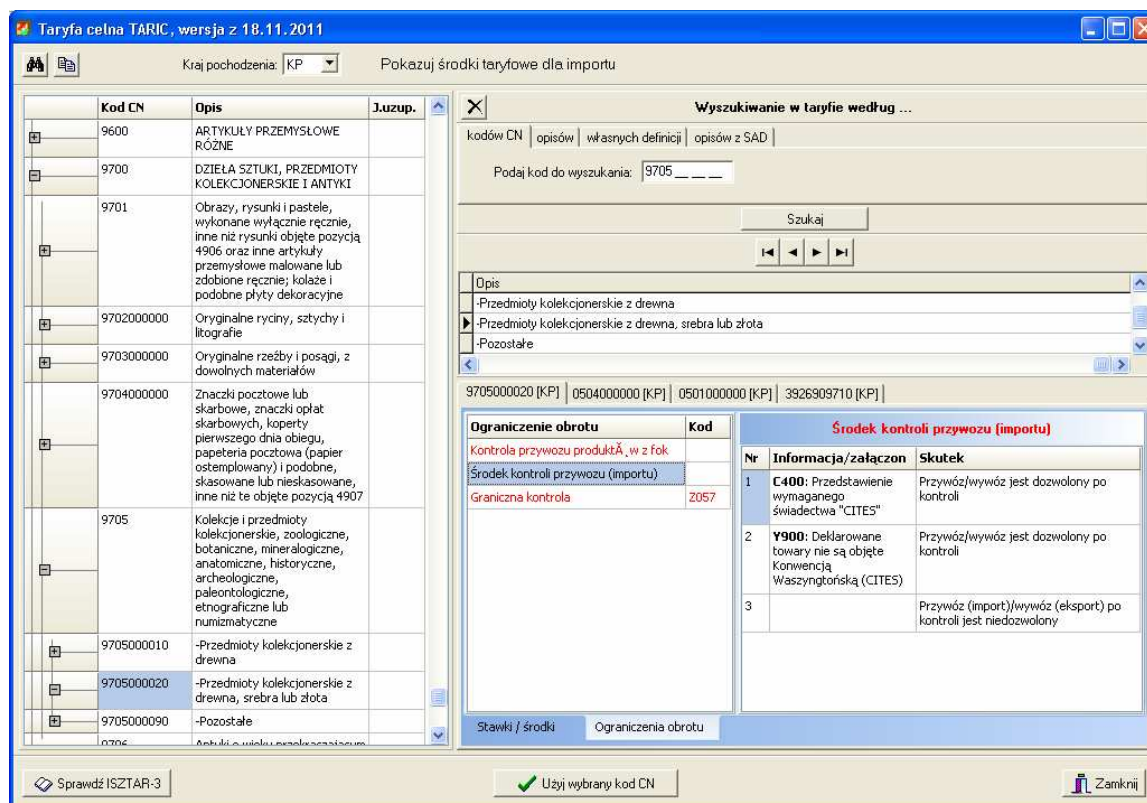 Taryfa celna TARIC, wersja z 18.11.2011
Kraj pochodzenia: KP
Pokazuj środki taryfowe dla importu
Kod CN Opis J.uzup.
9600 ARTYKUŁY PRZEMYSŁOWE
RÓŻNE
9700 DZIEŁA SZTUKI, PRZEDMIOTY
KOLEKCJONERSKIE I ANTYKI
9701 Obrazy, rysunki i pastele,
wykonane wyłącznie ręcznie,
inne niż rysunki objęte pozycją
4906 oraz inne artykuły
przemysłowe malowane lub
zdobione ręcznie; kolaże i
podobne płyty dekoracyjne
9702000000 Oryginalne ryciny, sztychy i
litografie
9703000000 Oryginalne rzeźby i posągi, z
dowolnych materiałów
9704000000 Znaczki pocztowe lub
skarbowe, znaczki opłat
skarbowych, koperty
pierwszego dnia obiegu,
papeteria pocztowa (papier
ostemplowany) i podobne,
skasowane lub nieskasowane,
inne niż te objęte pozycją 4907
9705 Kolekcje i przedmioty
kolekcjonerskie, zoologiczne,
botaniczne, mineralogiczne,
anatomiczne, historyczne,
archeologiczne,
paleontologiczne,
etnograficzne lub
numizmatyczne
9705000010 -Przedmioty kolekcjonerskie z
drewna
9705000020 -Przedmioty kolekcjonerskie z
drewna, srebra lub złota
9705000090 -Pozostałe
9706 Antyki o wieku przekraczającym
Wyszukiwanie w taryfie według ...
kodów CN opisów własnych definicji opisów z SAD
Podaj kod do wyszukania: 9705 __ __ __
Szukaj
Opis
-Przedmioty kolekcjonerskie z drewna
-Przedmioty kolekcjonerskie z drewna, srebra lub złota
-Pozostałe
9705000020 [KP] 0504000000 [KP] 0501000000 [KP] 3926909710 [KP]
Ograniczenie obrotu Kod
Kontrola przywozu produktĂ„w z fok
Środek kontroli przywozu (importu)
Graniczna kontrola Z057
Środek kontroli przywozu (importu)
Nr Informacja/załączon Skutek
1 C400: Przedstawienie
wymaganego
świadectwa "CITES"
Przywóz/wywóz jest dozwolony po
kontroli
2 Y900: Deklarowane
towary nie są objęte
Konwencją
Waszyngtońską (CITES)
Przywóz/wywóz jest dozwolony po
kontroli
3 Przywóz (import)/wywóz (eksport) po
kontroli jest niedozwolony
Stawki / środki Ograniczenia obrotu
Sprawdź ISZTAR-3
Użyj wybrany kod CN
Zamknij